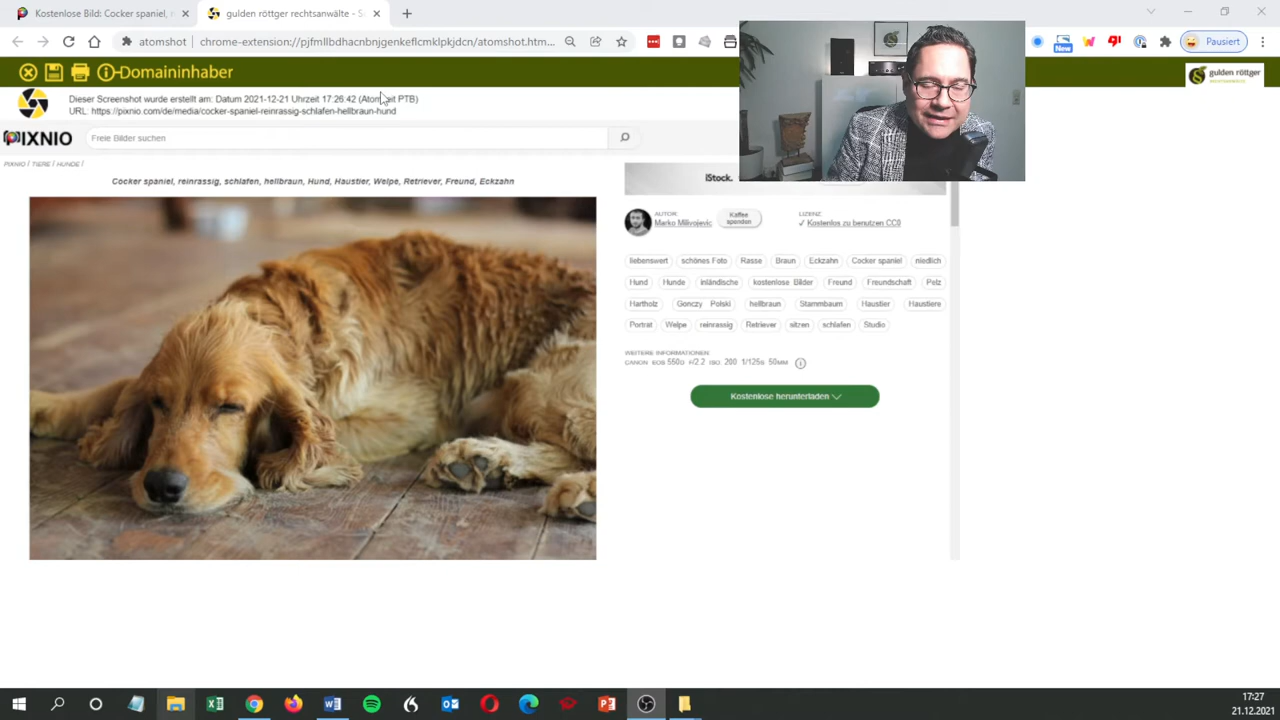 Kostenlose Bild: Cocker spaniel, r
gulden röttger rechtsanwälte - S
atomshot
chrome-extension://pjfmllbdhacnbnjgenkeflcmklpkjdcn/atoms...
New
Pausiert
Domaininhaber
gulden röttger
Dieser Screenshot wurde erstellt am: Datum 2021-12-21 Uhrzeit 17:26:42 (Atomzeit PTB)
URL: https://pixnio.com/de/media/cocker-spaniel-reinrassig-schlafen-hellbraun-hund
PIXNIO
Freie Bilder suchen
PIXNIO / TIERE / HUNDE /
Cocker spaniel, reinrassig, schlafen, hellbraun, Hund, Haustier, Welpe, Retriever, Freund, Eckzahn
iStock.
AUTOR:
Marko Milivojevic
Kaffee
spenden
LIZENZ
✓ Kostenlos zu benutzen CC0
liebenswert schönes Foto Rasse Braun Eckzahn Cocker spaniel niedlich
Hund Hunde inländische kostenlose Bilder Freund Freundschaft Pelz
Hartholz Gonczy Polski hellbraun Stammbaum Haustier Haustiere
Porträt Welpe reinrassig Retriever sitzen schlafen Studio
WEITERE INFORMATIONEN
CANON EOS 550D F/2.2 ISO: 200 1/125s 50MM
Kostenlose herunterladen
17:27
21.12.2021